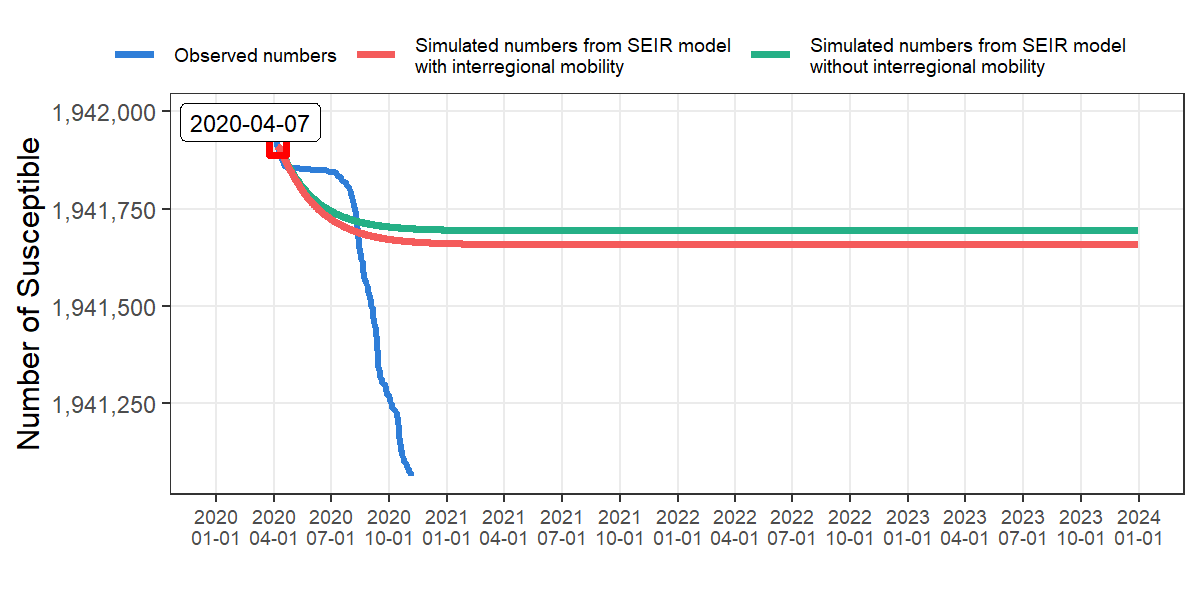 Observed numbers
Simulated numbers from SEIR model
with interregional mobility
Simulated numbers from SEIR model
without interregional mobility
Number of Susceptible
1,942,000
1,941,750
1,941,500
1,941,250
2020-04-07
2020 2020 2020 2020 2021 2021 2021 2021 2022 2022 2022 2022 2023 2023 2023 2023 2024
01-01 04-01 07-01 10-01 01-01 04-01 07-01 10-01 01-01 04-01 07-01 10-01 01-01 04-01 07-01 10-01 01-01